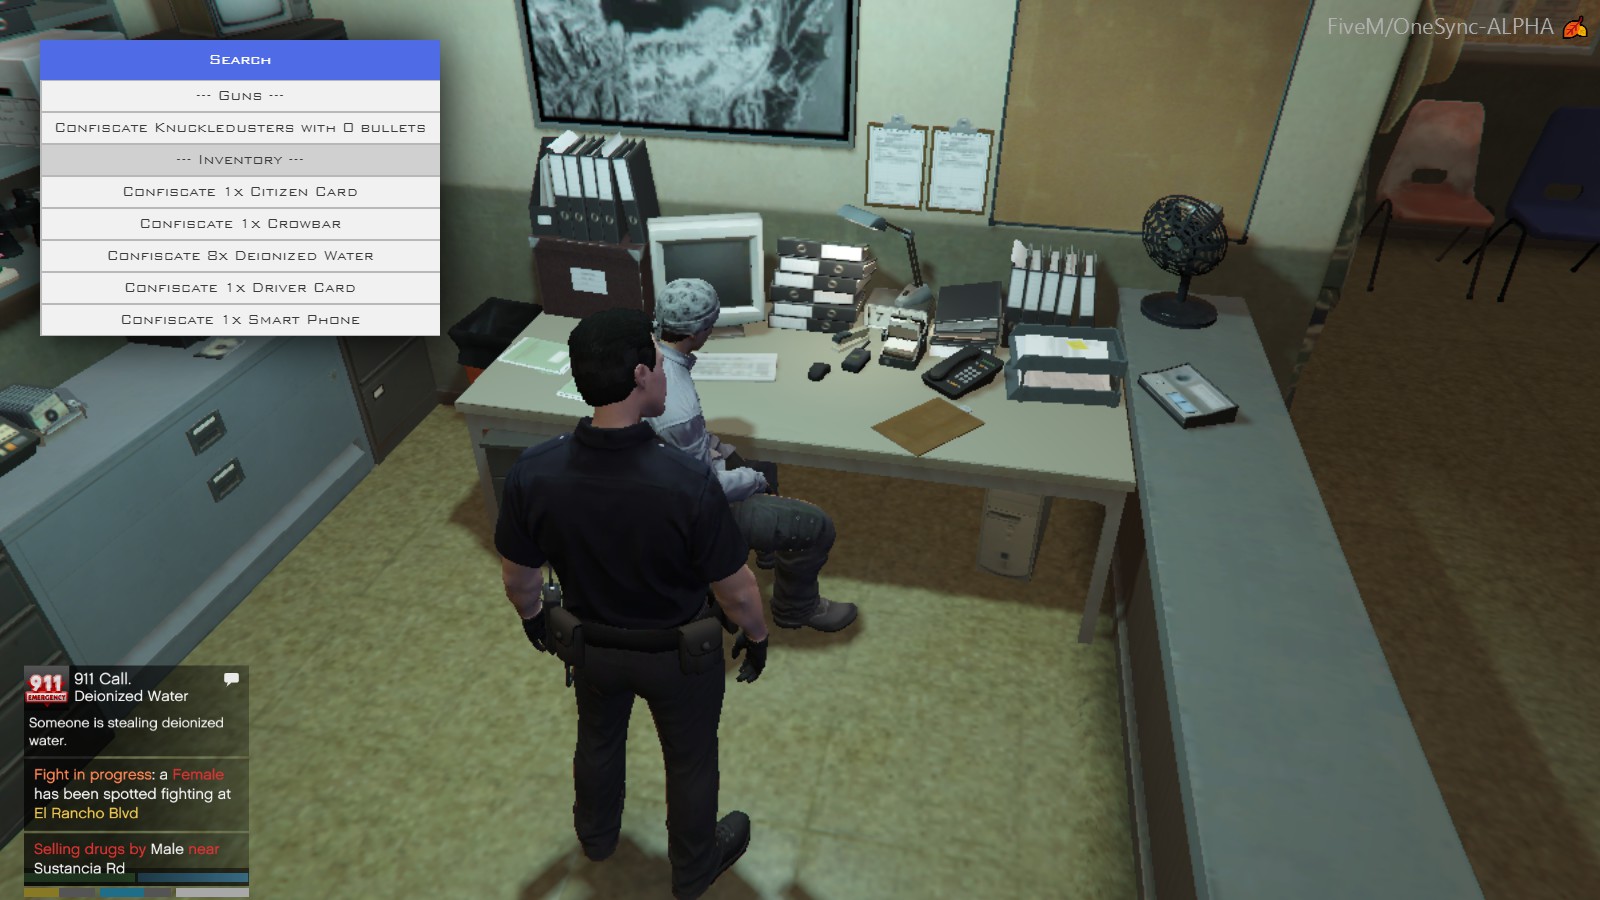 FiveM/OneSync-ALPHA
Search
--- Guns ---
Confiscate Knuckledusters with 0 bullets
--- Inventory ---
Confiscate 1x Citizen Card
Confiscate 1x Crowbar
Confiscate 8x Deionized Water
Confiscate 1x Driver Card
Confiscate 1x Smart Phone
911
EMERGENCY
911 Call.
Deionized Water
Someone is stealing deionized
water.
Fight in progress: a Female
has been spotted fighting at
El Rancho Blvd
Selling drugs by Male near
Sustancia Rd